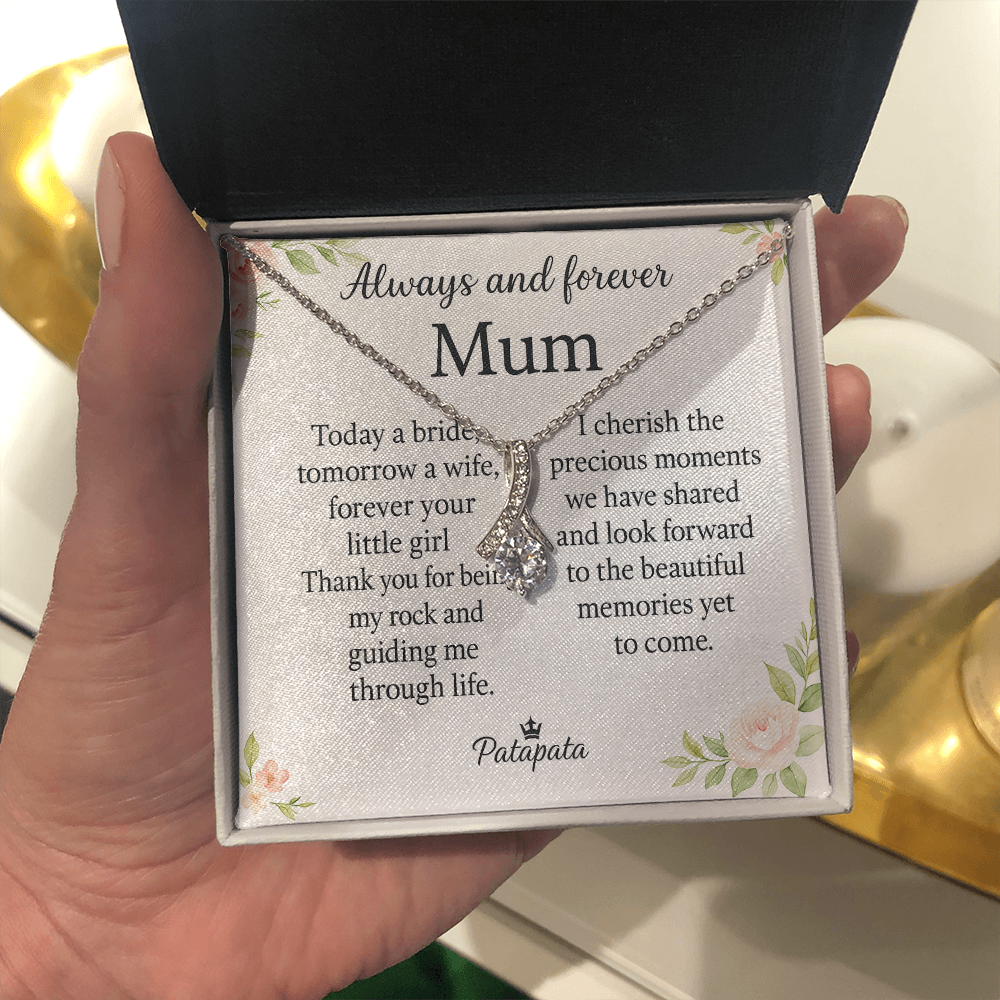 Always and forever
Mum
Today a bride,
tomorrow a wife,
forever your
little girl
Thank you for bein
my rock and
guiding me
through life.
I cherish the
precious moments
we have shared
and look forward
to the beautiful
memories yet
to come.
Patapata